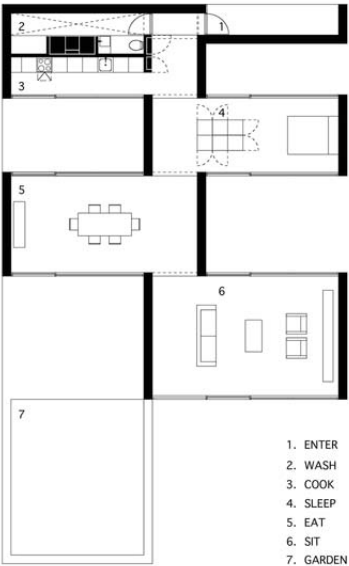 2
1
3
4
5
6
7
1. ENTER
2. WASH
3. COOK
4. SLEEP
5. EAT
6. SIT
7. GARDEN